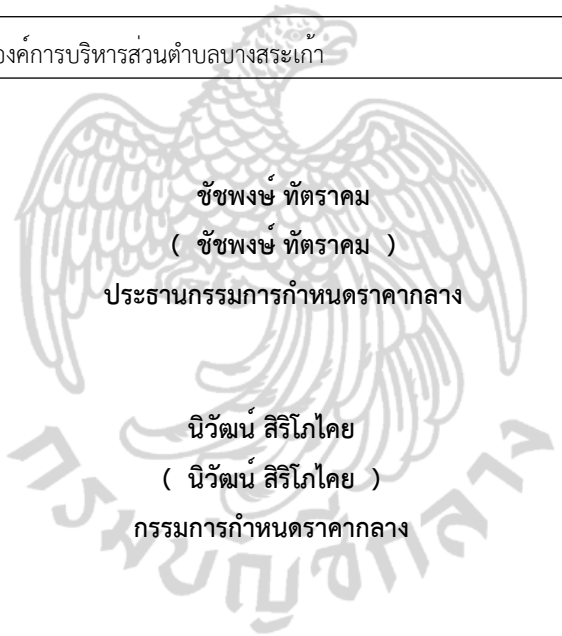 องค์การบริหารส่วนตำบลบางสระเก้า
ชัชพงษ์ ทัตราคม
( ชัชพงษ์ ทัตราคม )
ประธานกรรมการกำหนดราคากลาง
นิวัฒน์ สิริโภไคย
( นิวัฒน์ สิริโภไคย )
กรรมการกำหนดราคากลาง
กรมบัญชีกลาง